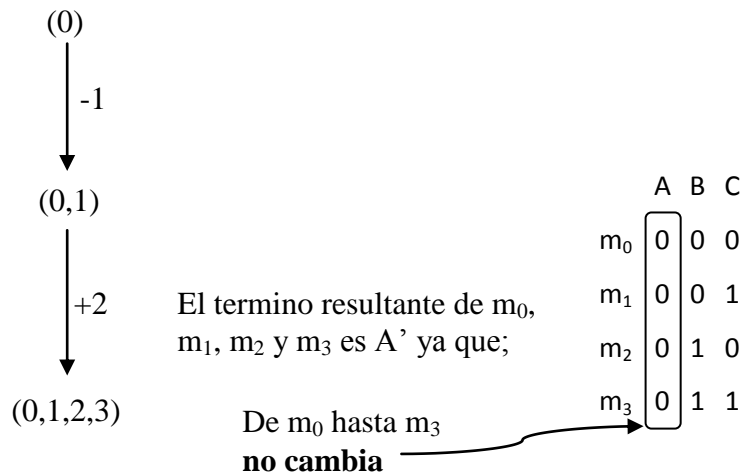 (0)
-1
(0,1)
+2
(0,1,2,3)
El termino resultante de m₀,
m₁, m₂ y m₃ es A’ ya que;
De m₀ hasta m₃
no cambia
A B C
m₀ 0 0 0
m₁ 0 0 1
m₂ 0 1 0
m₃ 0 1 1